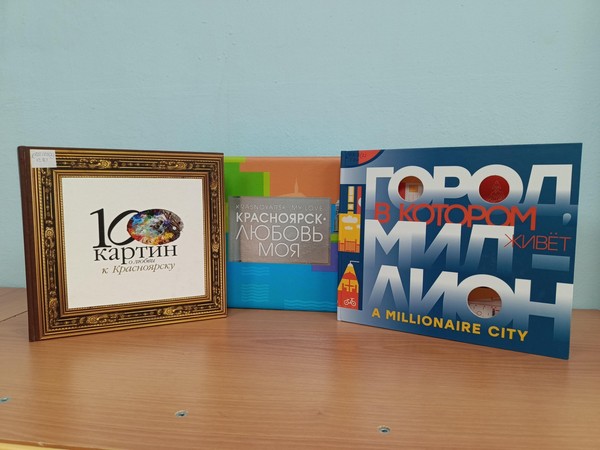 100
картин
о любви
к Красноярску
КРАСНОЯРСК-
ЛЮБОВЬ
МОЯ
ГОРОД,
В КОТОРОМ
ЖИВЁТ
МИЛ-
ЛИОН
A MILLIONAIRE CITY